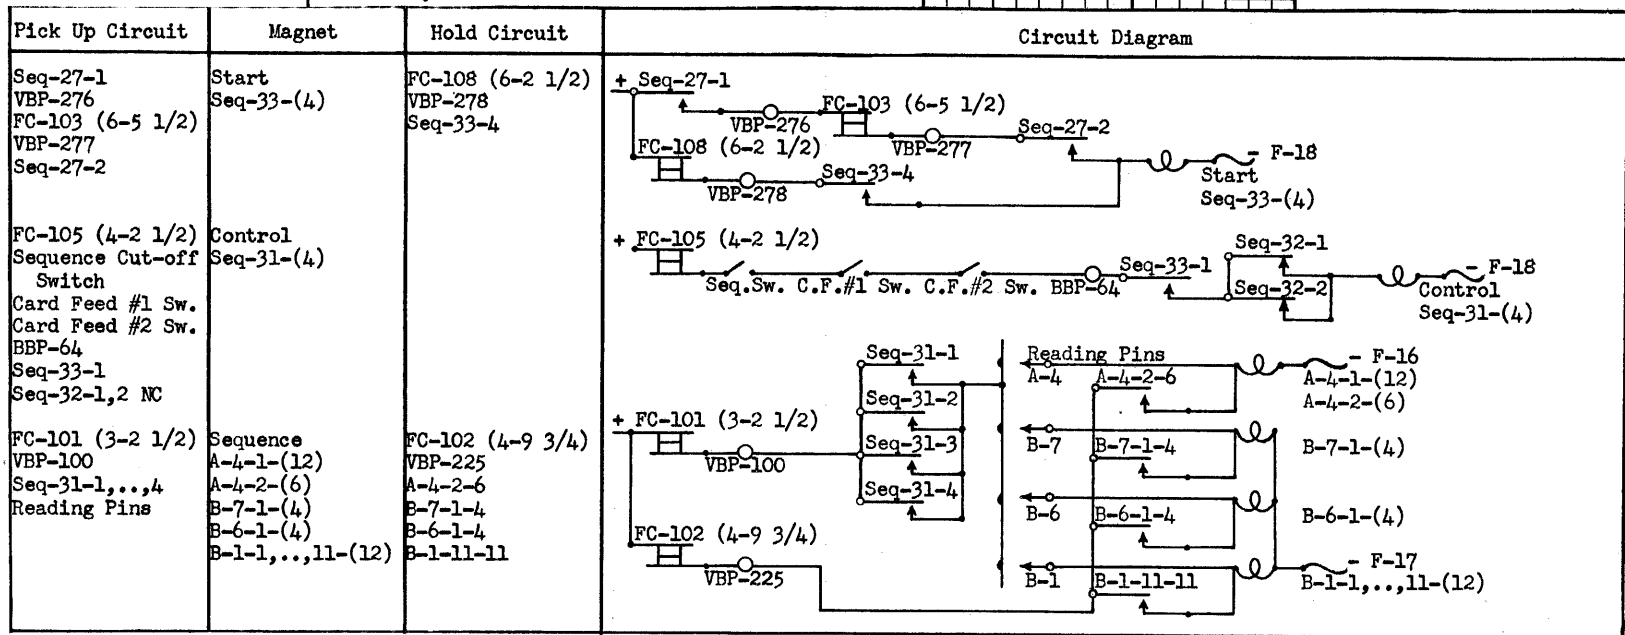 Pick Up Circuit
Magnet
Hold Circuit
Circuit Diagram
Seq-27-1
VBP-276
FC-103 (6-5 1/2)
VBP-277
Seq-27-2
Start
Seq-33-(4)
FC-108 (6-2 1/2)
VBP-278
Seq-33-4
+ Seq-27-1
VBP-276
FC-103 (6-5 1/2)
VBP-277
Seq-27-2
FC-108 (6-2 1/2)
VBP-278
Seq-33-4
- F-18
Start
Seq-33-(4)
FC-105 (4-2 1/2)
Sequence Cut-off
Switch
Card Feed #1 Sw.
Card Feed #2 Sw.
BBP-64
Seq-33-1
Seq-32-1,2 NC
Control
Seq-31-(4)
+ FC-105 (4-2 1/2)
Seq.Sw. C.F.#1 Sw. C.F.#2 Sw. BBP-64
Seq-33-1
Seq-32-1
Seq-32-2
- F-18
Control
Seq-31-(4)
FC-101 (3-2 1/2)
VBP-100
Seq-31-1,..,4
Reading Pins
Sequence
A-4-1-(12)
A-4-2-(6)
B-7-1-(4)
B-6-1-(4)
B-1-1,..,11-(12)
FC-102 (4-9 3/4)
VBP-225
A-4-2-6
B-7-1-4
B-6-1-4
B-1-11-11
+ FC-101 (3-2 1/2)
VBP-100
FC-102 (4-9 3/4)
VBP-225
Seq-31-1
Seq-31-2
Seq-31-3
Seq-31-4
Reading Pins
A-4
A-4-2-6
B-7
B-7-1-4
B-6
B-6-1-4
B-1
B-1-11-11
- F-16
A-4-1-(12)
A-4-2-(6)
B-7-1-(4)
B-6-1-(4)
- F-17
B-1-1,..,11-(12)